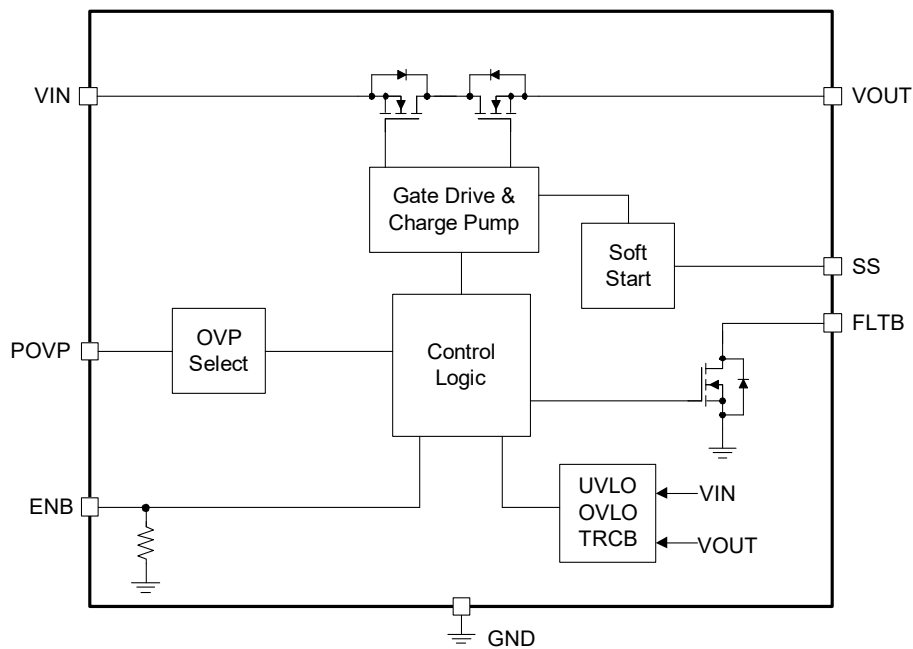 VIN
VOUT
Gate Drive &
Charge Pump
Soft
Start
SS
FLTB
POVP
OVP
Select
Control
Logic
ENB
UVLO
OVLO
TRCB
VIN
VOUT
GND